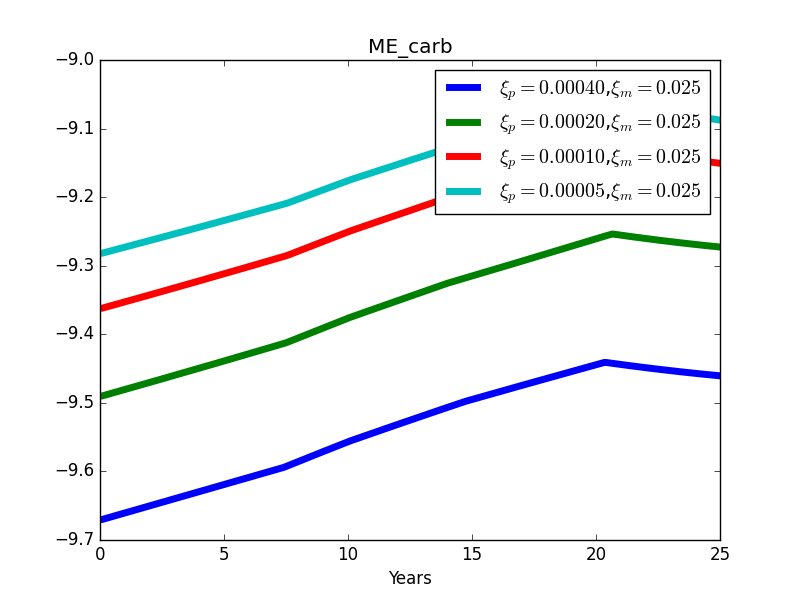 ME_carb
−9.0
−9.1
−9.2
−9.3
−9.4
−9.5
−9.6
−9.7
ξp = 0.00040,ξm = 0.025
ξp = 0.00020,ξm = 0.025
ξp = 0.00010,ξm = 0.025
ξp = 0.00005,ξm = 0.025
0 5 10 15 20 25
Years